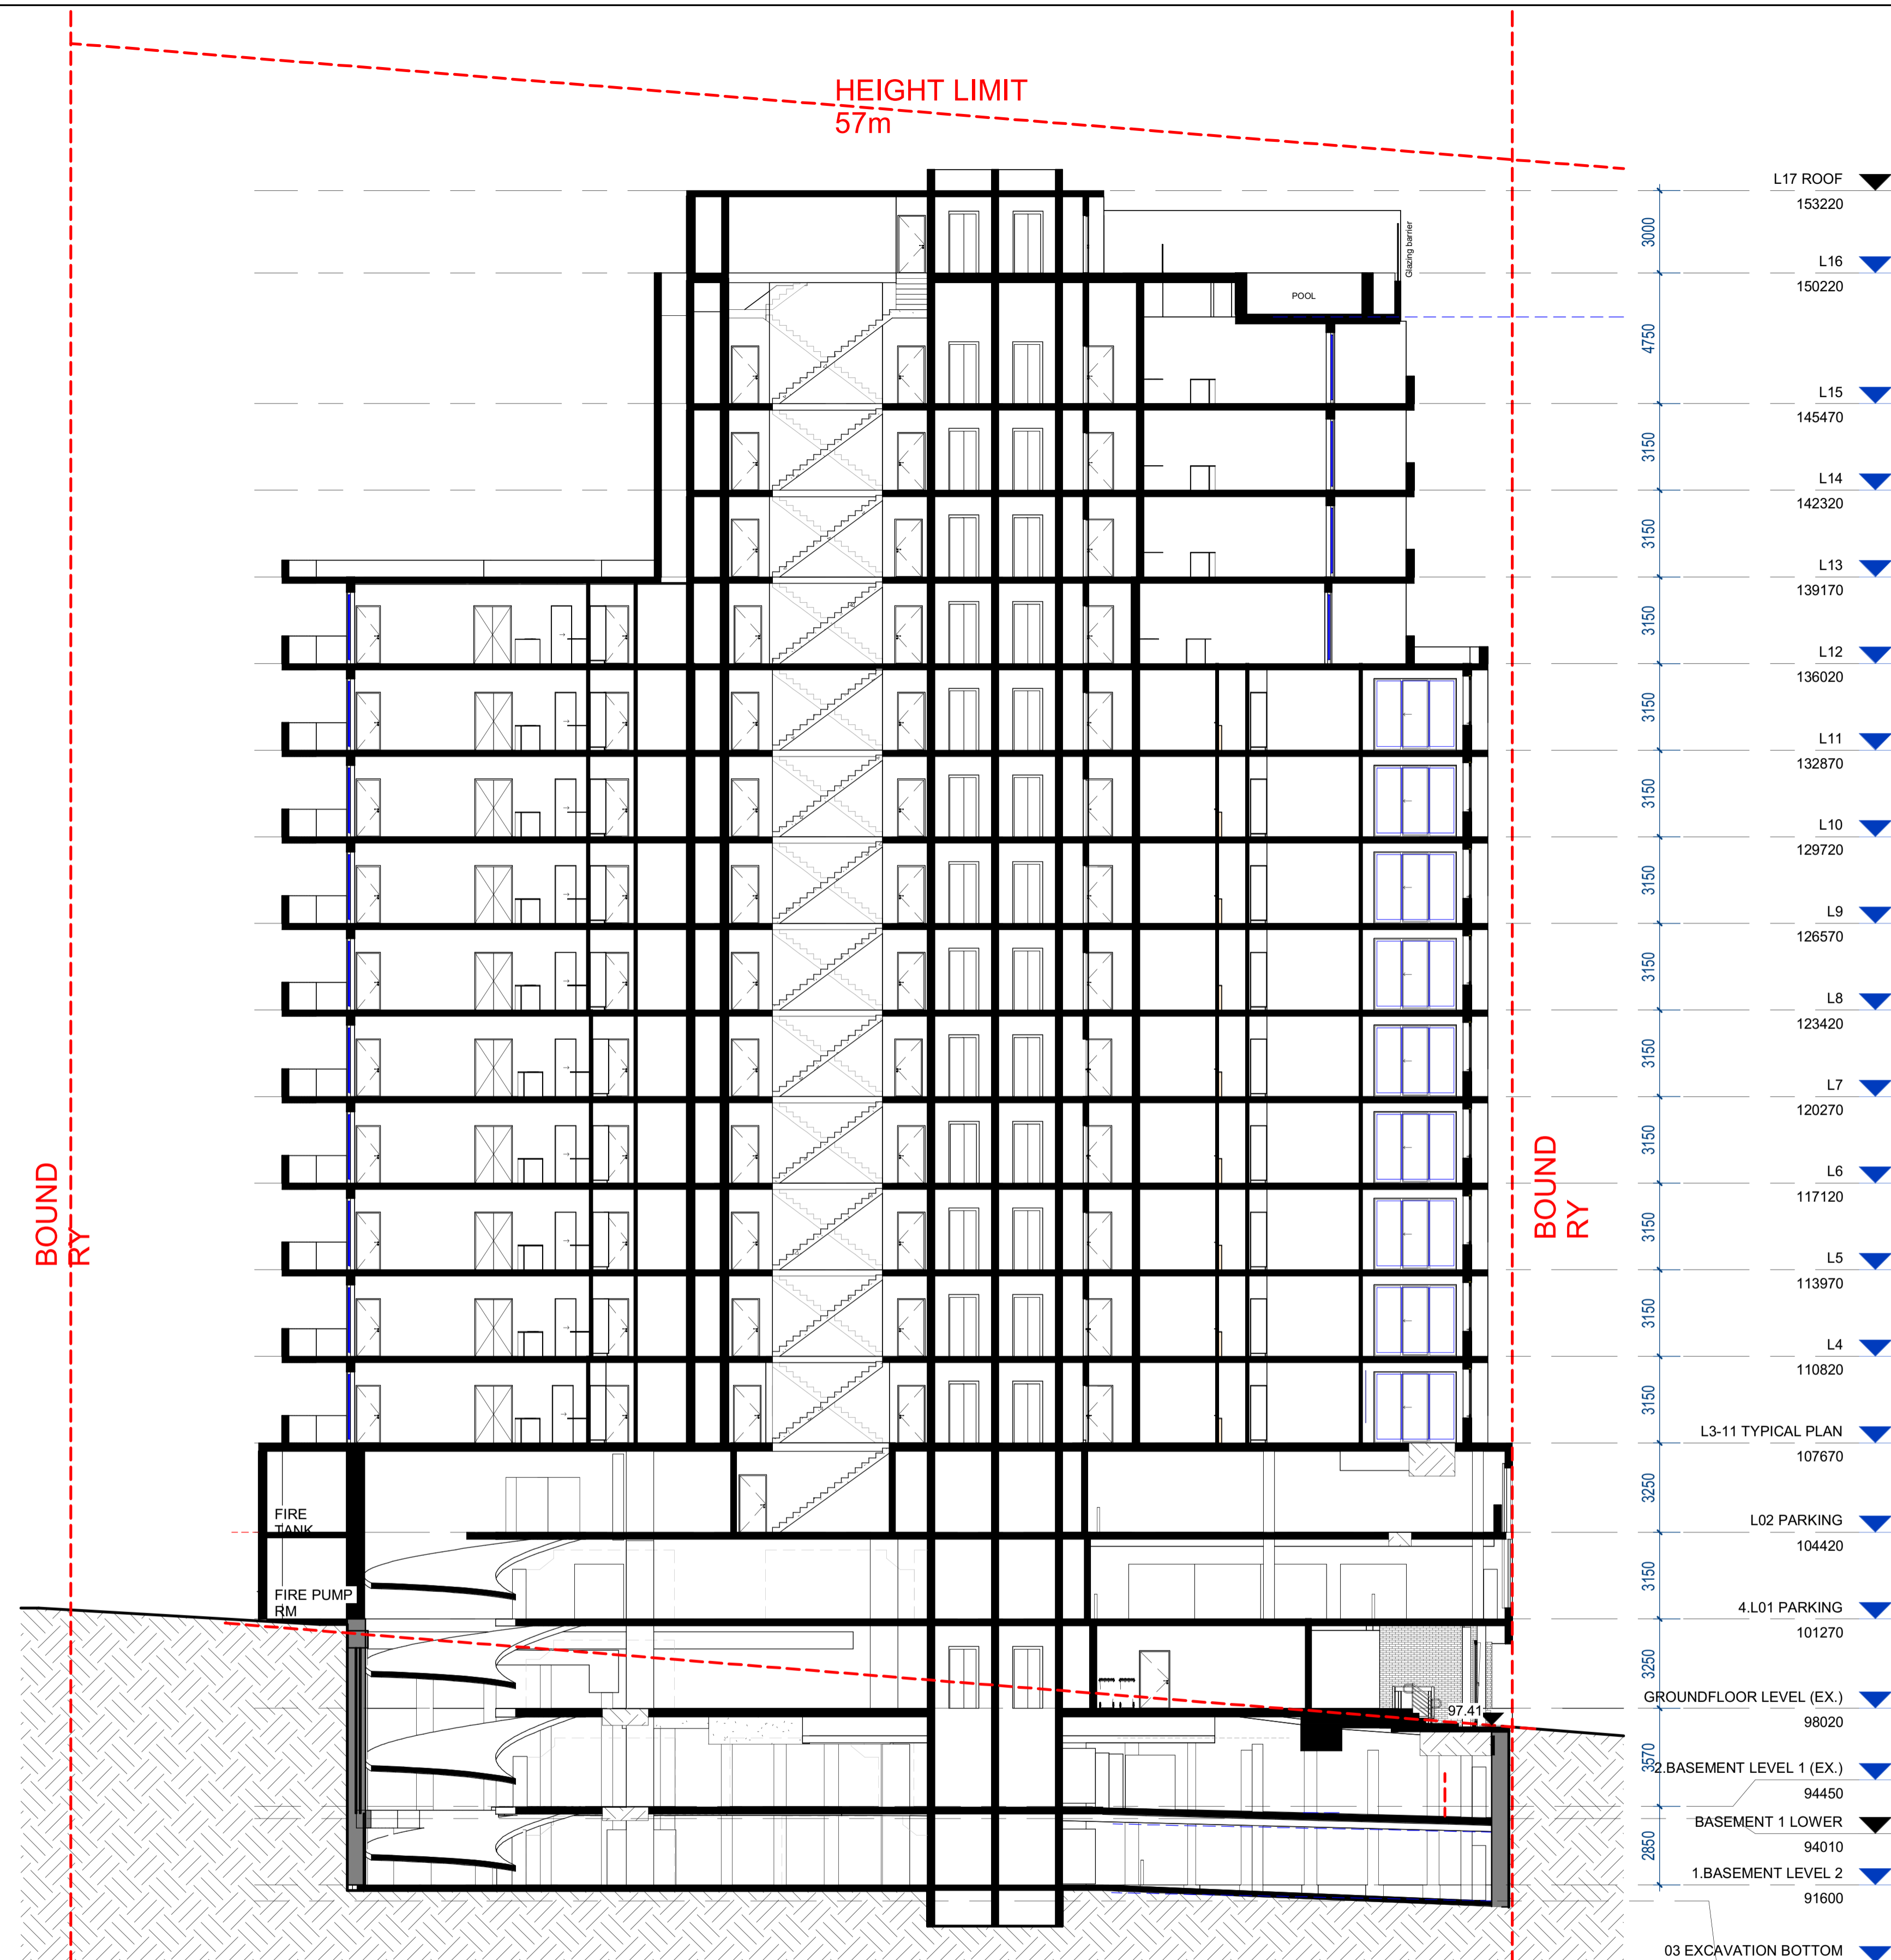 HEIGHT LIMIT
57m
L17 ROOF
153220
3000
Glazing barrier
L16
150220
POOL
4750
L15
145470
3150
L14
142320
3150
L13
139170
3150
L12
136020
3150
L11
132870
3150
L10
129720
3150
L9
126570
3150
L8
123420
3150
L7
120270
3150
BOUND
RY
BOUND
RY
L6
117120
3150
L5
113970
3150
L4
110820
3150
L3-11 TYPICAL PLAN
107670
3250
FIRE
TANK
L02 PARKING
104420
3150
FIRE PUMP
RM
4.L01 PARKING
101270
3250
GROUNDFLOOR LEVEL (EX.)
97.41
98020
3570
2.BASEMENT LEVEL 1 (EX.)
94450
BASEMENT 1 LOWER
94010
2850
1.BASEMENT LEVEL 2
91600
03 EXCAVATION BOTTOM